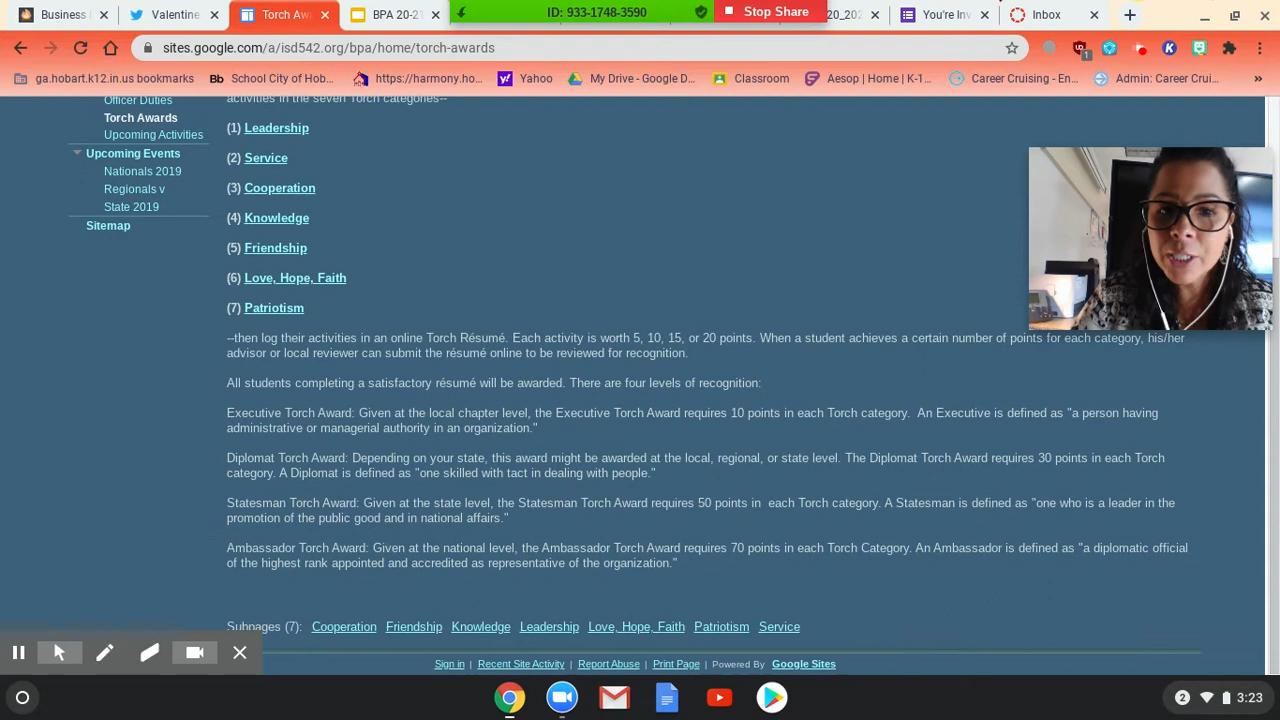 Business
Valentine
Torch Awa
BPA 20-21
ID: 933-1748-3590
Stop Share
20_202
You're Inv
Inbox
sites.google.com/a/isd542.org/bpa/home/torch-awards
1
ga.hobart.k12.in.us bookmarks
Bb School City of Hob...
https://harmony.ho...
Yahoo
My Drive - Google D...
Classroom
Aesop | Home | K-1...
Career Cruising - En...
Admin: Career Cruisi...
»
Officer Duties
Torch Awards
Upcoming Activities
Upcoming Events
Nationals 2019
Regionals v
State 2019
Sitemap
activities in the seven Torch categories--
(1) Leadership
(2) Service
(3) Cooperation
(4) Knowledge
(5) Friendship
(6) Love, Hope, Faith
(7) Patriotism
--then log their activities in an online Torch Résumé. Each activity is worth 5, 10, 15, or 20 points. When a student achieves a certain number of points for each category, his/her
advisor or local reviewer can submit the résumé online to be reviewed for recognition.
All students completing a satisfactory résumé will be awarded. There are four levels of recognition:
Executive Torch Award: Given at the local chapter level, the Executive Torch Award requires 10 points in each Torch category.  An Executive is defined as "a person having
administrative or managerial authority in an organization."
Diplomat Torch Award: Depending on your state, this award might be awarded at the local, regional, or state level. The Diplomat Torch Award requires 30 points in each Torch
category. A Diplomat is defined as "one skilled with tact in dealing with people."
Statesman Torch Award: Given at the state level, the Statesman Torch Award requires 50 points in  each Torch category. A Statesman is defined as "one who is a leader in the
promotion of the public good and in national affairs."
Ambassador Torch Award: Given at the national level, the Ambassador Torch Award requires 70 points in each Torch Category. An Ambassador is defined as "a diplomatic official
of the highest rank appointed and accredited as representative of the organization."
Subpages (7): Cooperation Friendship Knowledge Leadership Love, Hope, Faith Patriotism Service
Sign in | Recent Site Activity | Report Abuse | Print Page | Powered By Google Sites
2
3:23